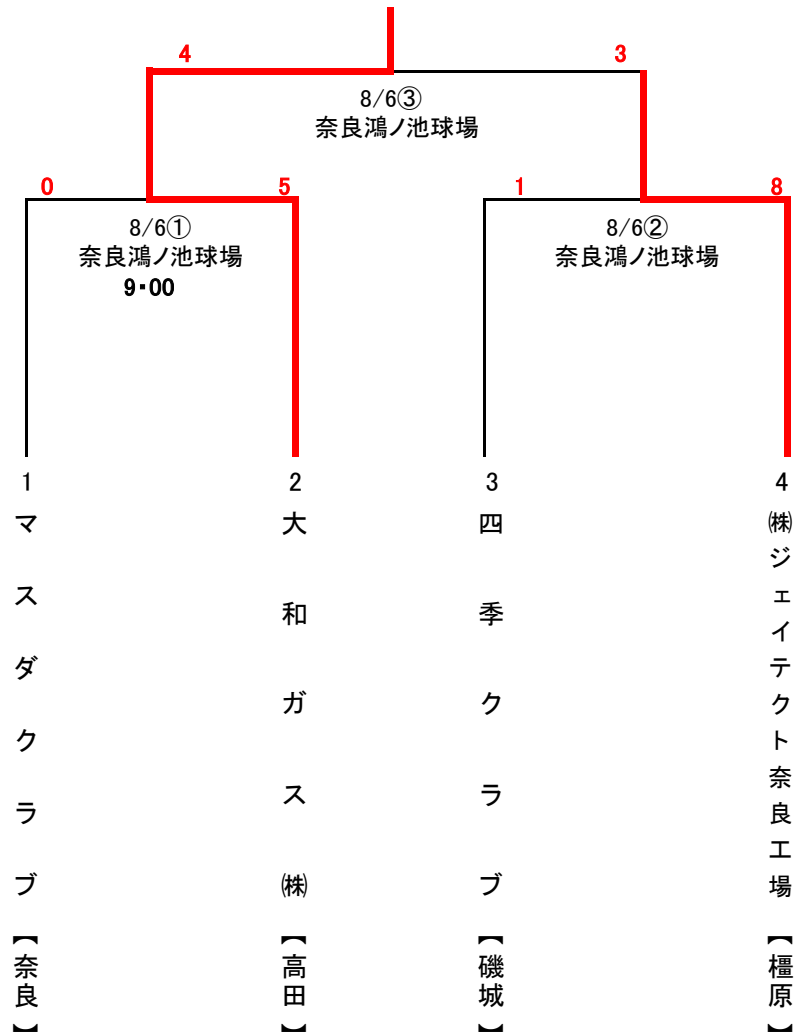 4
3
8/6③
奈良鴻ノ池球場
0
5
1
8
8/6①
奈良鴻ノ池球場
9・00
8/6②
奈良鴻ノ池球場
1
マスダクラブ【奈良】
2
大和ガス㈱【高田】
3
四季クラブ【磯城】
4
㈱ジェイテクト奈良工場【橿原】